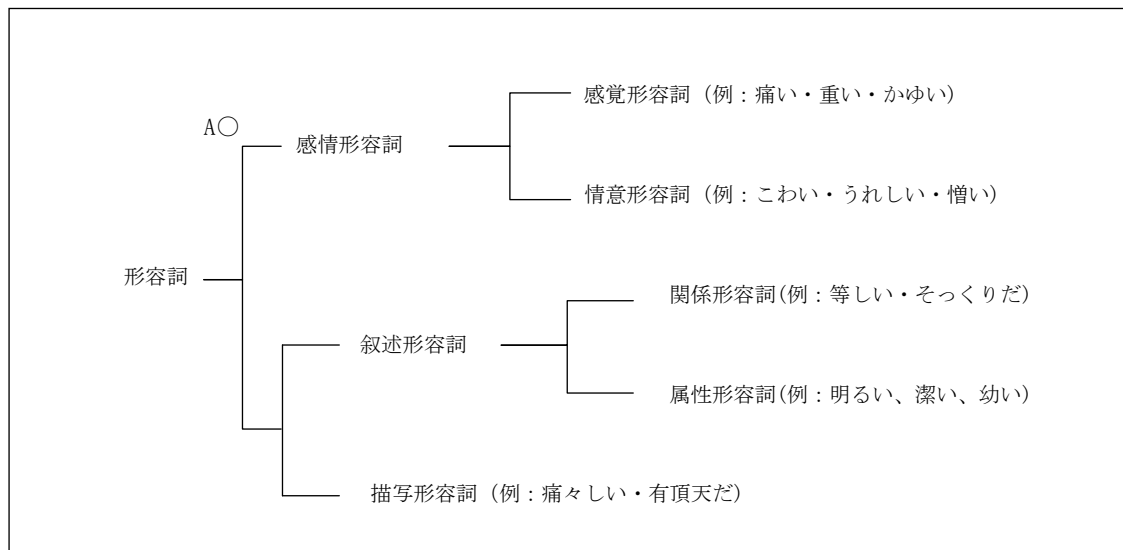 感覚形容詞 (例：痛い・重い・かゆい)
A○
感情形容詞
情意形容詞 (例：こわい・うれしい・憎い)
形容詞
関係形容詞(例：等しい・そっくりだ)
叙述形容詞
属性形容詞(例：明るい、潔い、幼い)
描写形容詞 (例：痛々しい・有頂天だ)